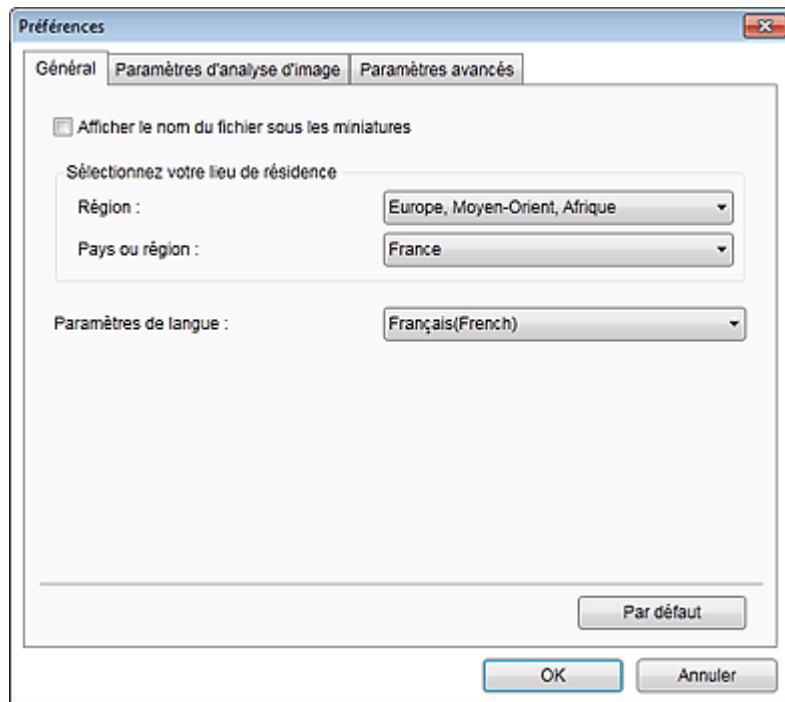 Préférences
Général Paramètres d'analyse d'image Paramètres avancés
Afficher le nom du fichier sous les miniatures
Sélectionnez votre lieu de résidence
Région : Europe, Moyen-Orient, Afrique
Pays ou région : France
Paramètres de langue : Français(French)
Par défaut
OK Annuler